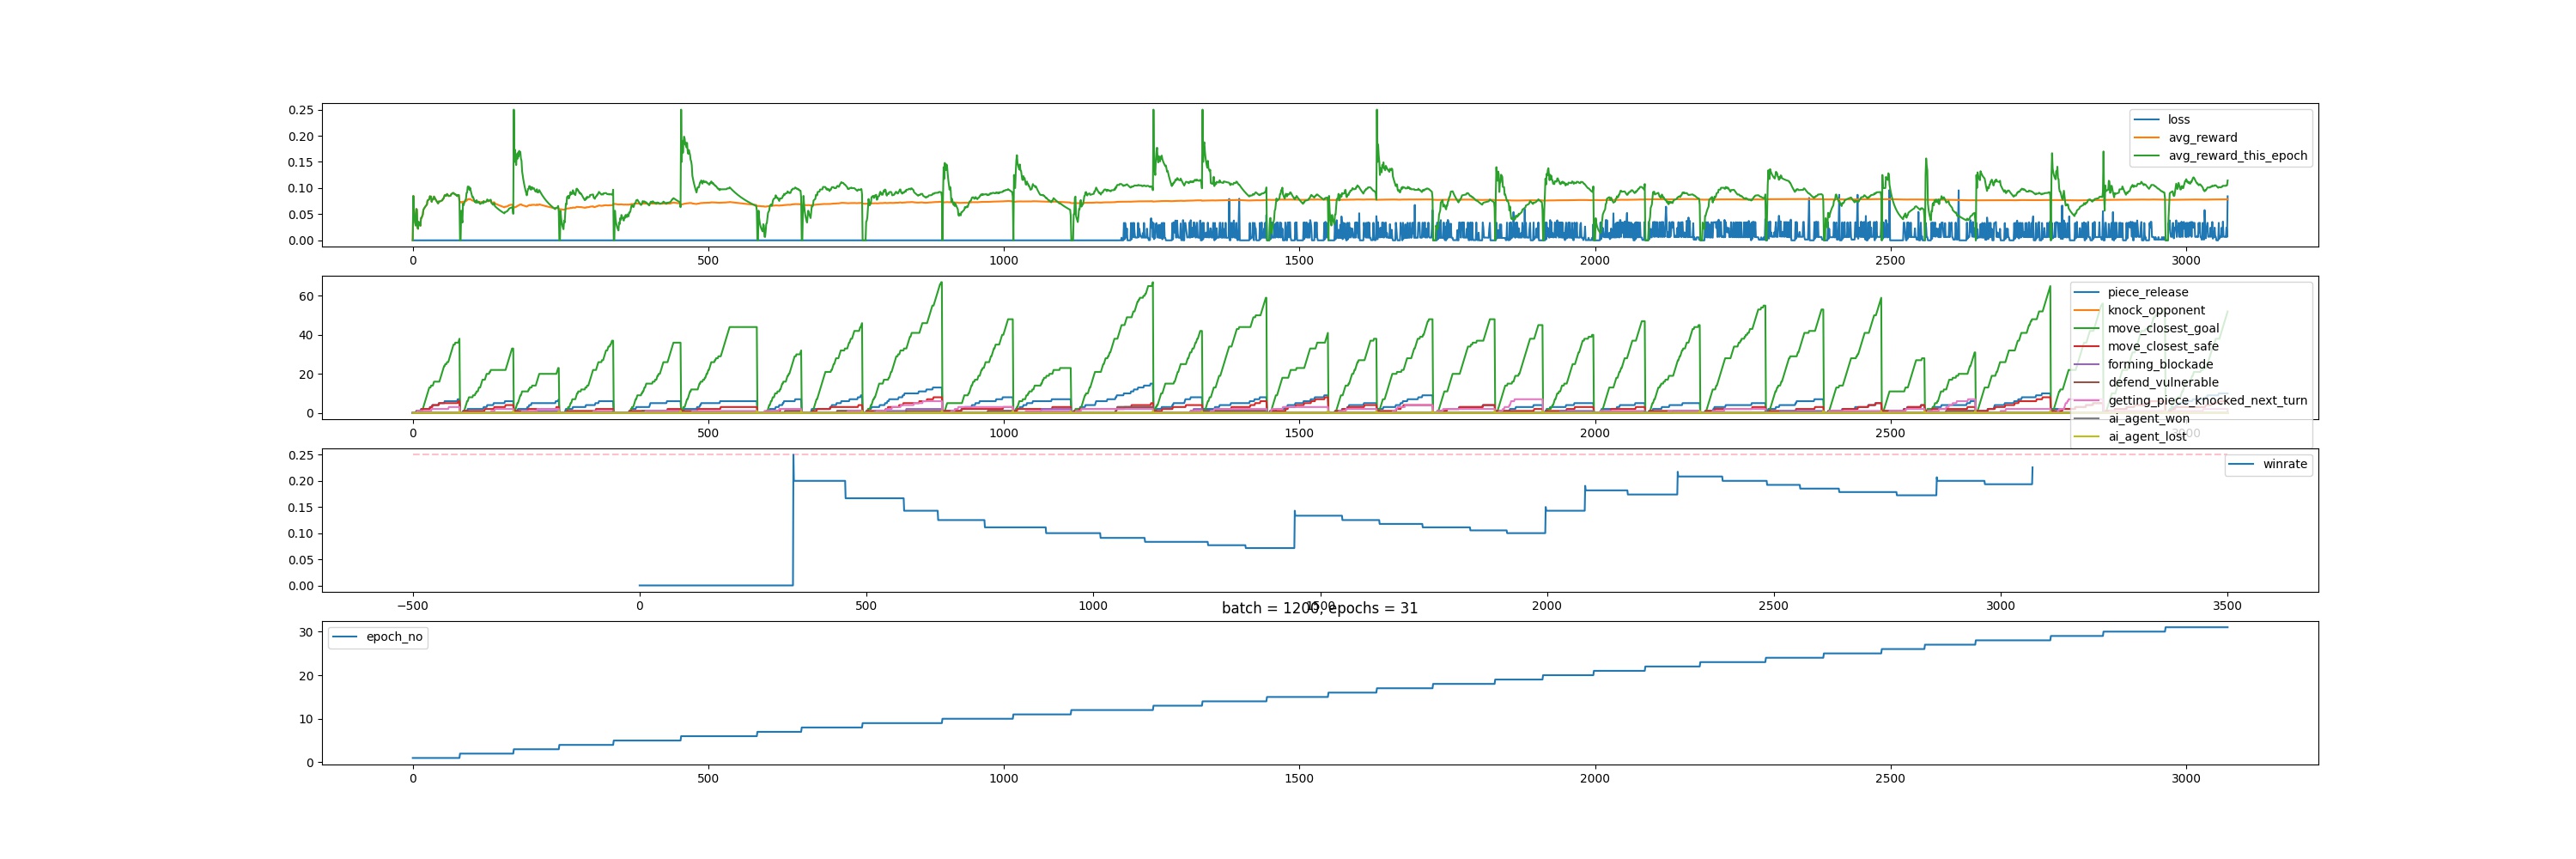 0.25
0.20
0.15
0.10
0.05
0.00
loss
avg_reward
avg_reward_this_epoch
0 500 1000 1500 2000 2500 3000
60
40
20
0
piece_release
knock_opponent
move_closest_goal
move_closest_safe
forming_blockade
defend_vulnerable
getting_piece_knocked_next_turn
ai_agent_won
ai_agent_lost
0 500 1000 1500 2000 2500 3000
0.25
0.20
0.15
0.10
0.05
0.00
winrate
−500 0 500 1000 1500 2000 2500 3000 3500
batch = 1200, epochs = 31
30
20
10
0
epoch_no
0 500 1000 1500 2000 2500 3000